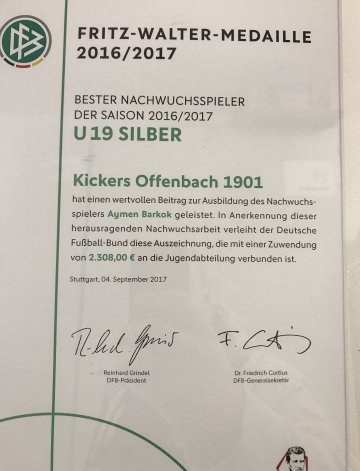 DFB
FRITZ-WALTER-MEDAILLE
2016/2017
BESTER NACHWUCHSSPIELER
DER SAISON 2016/2017
U 19 SILBER
Kickers Offenbach 1901
hat einen wertvollen Beitrag zur Ausbildung des Nachwuchs-
spielers Aymen Barkok geleistet. In Anerkennung dieser
herausragenden Nachwuchsarbeit verleiht der Deutsche
Fußball-Bund diese Auszeichnung, die mit einer Zuwendung
von 2.308,00 € an die Jugendabteilung verbunden ist.
Stuttgart, 04. September 2017
Reinhard Grindel
DFB-Präsident
Dr. Friedrich Curtius
DFB-Generalsekretär